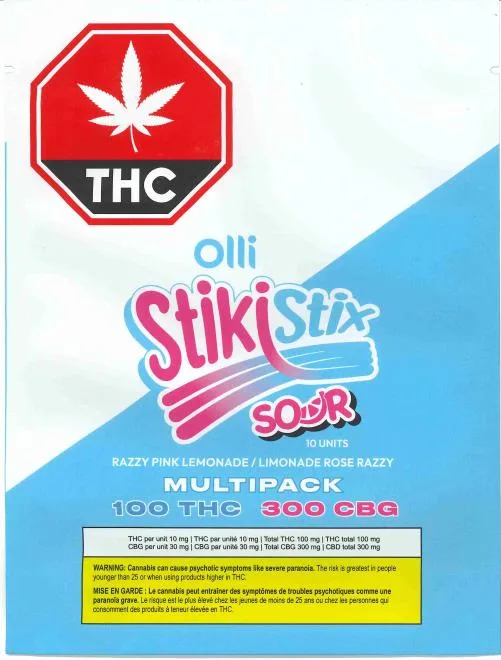 THC
Olli
StikiStix
SOUR
10 UNITS
RAZZY PINK LEMONADE / LIMONADE ROSE RAZZY
MULTIPACK
100 THC 300 CBG
THC per unit 10 mg | THC par unité 10 mg | Total THC 100 mg | THC total 100 mg
CBG per unit 30 mg | CBG par unité 30 mg | Total CBG 300 mg | CBD total 300 mg
WARNING: Cannabis can cause psychotic symptoms like severe paranoia. The risk is greatest in people
younger than 25 or when using products higher in THC.
MISE EN GARDE : Le cannabis peut entraîner des symptômes de troubles psychotiques comme une
paranoïa grave. Le risque est le plus élevé chez les jeunes de moins de 25 ans ou chez les personnes qui
consomment des produits à teneur élevée en THC.